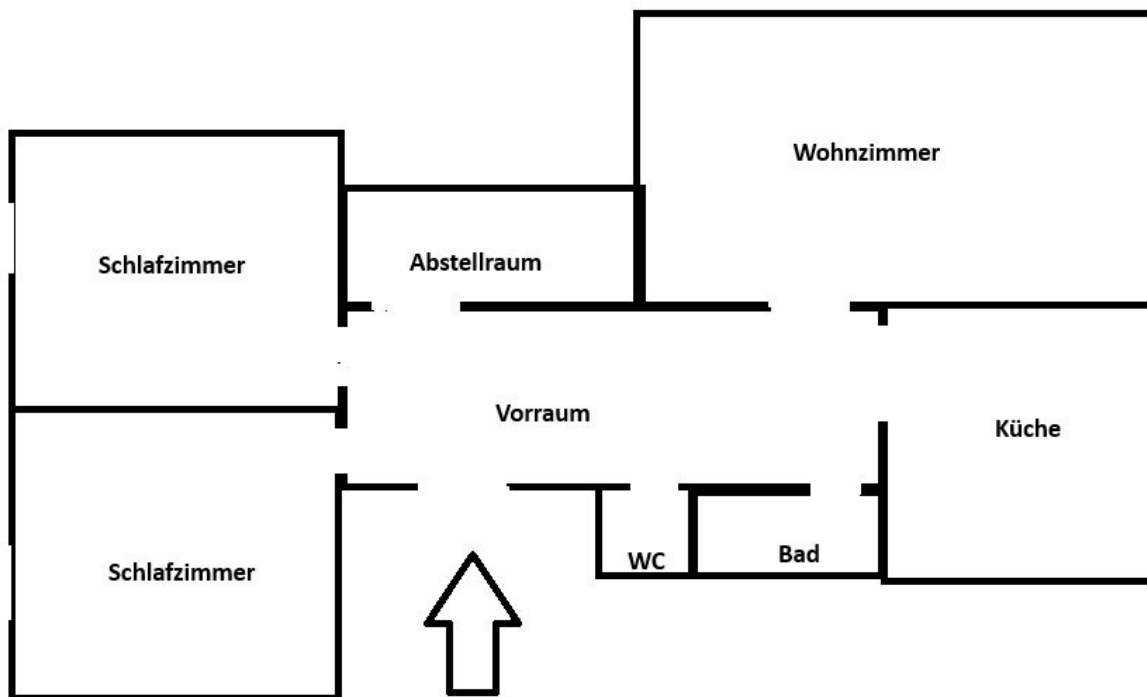 Wohnzimmer
Schlafzimmer
Abstellraum
Vorraum
Küche
Schlafzimmer
WC
Bad